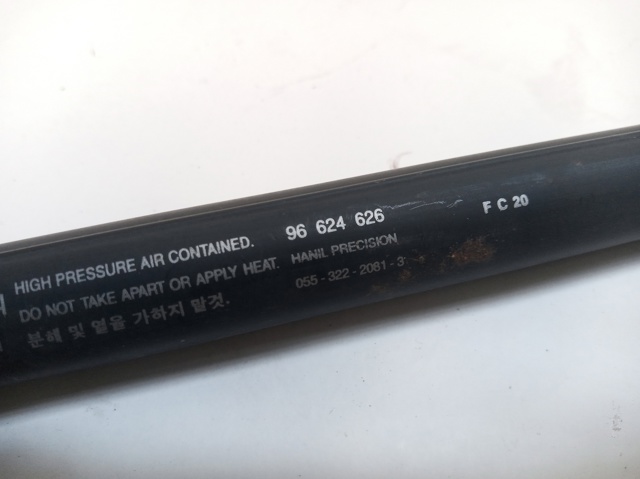 HIGH PRESSURE AIR CONTAINED. 96 624 626 F C 20
DO NOT TAKE APART OR APPLY HEAT. HANIL PRECISION
분해 및 열을 가하지 말것. 055-322-2081-3